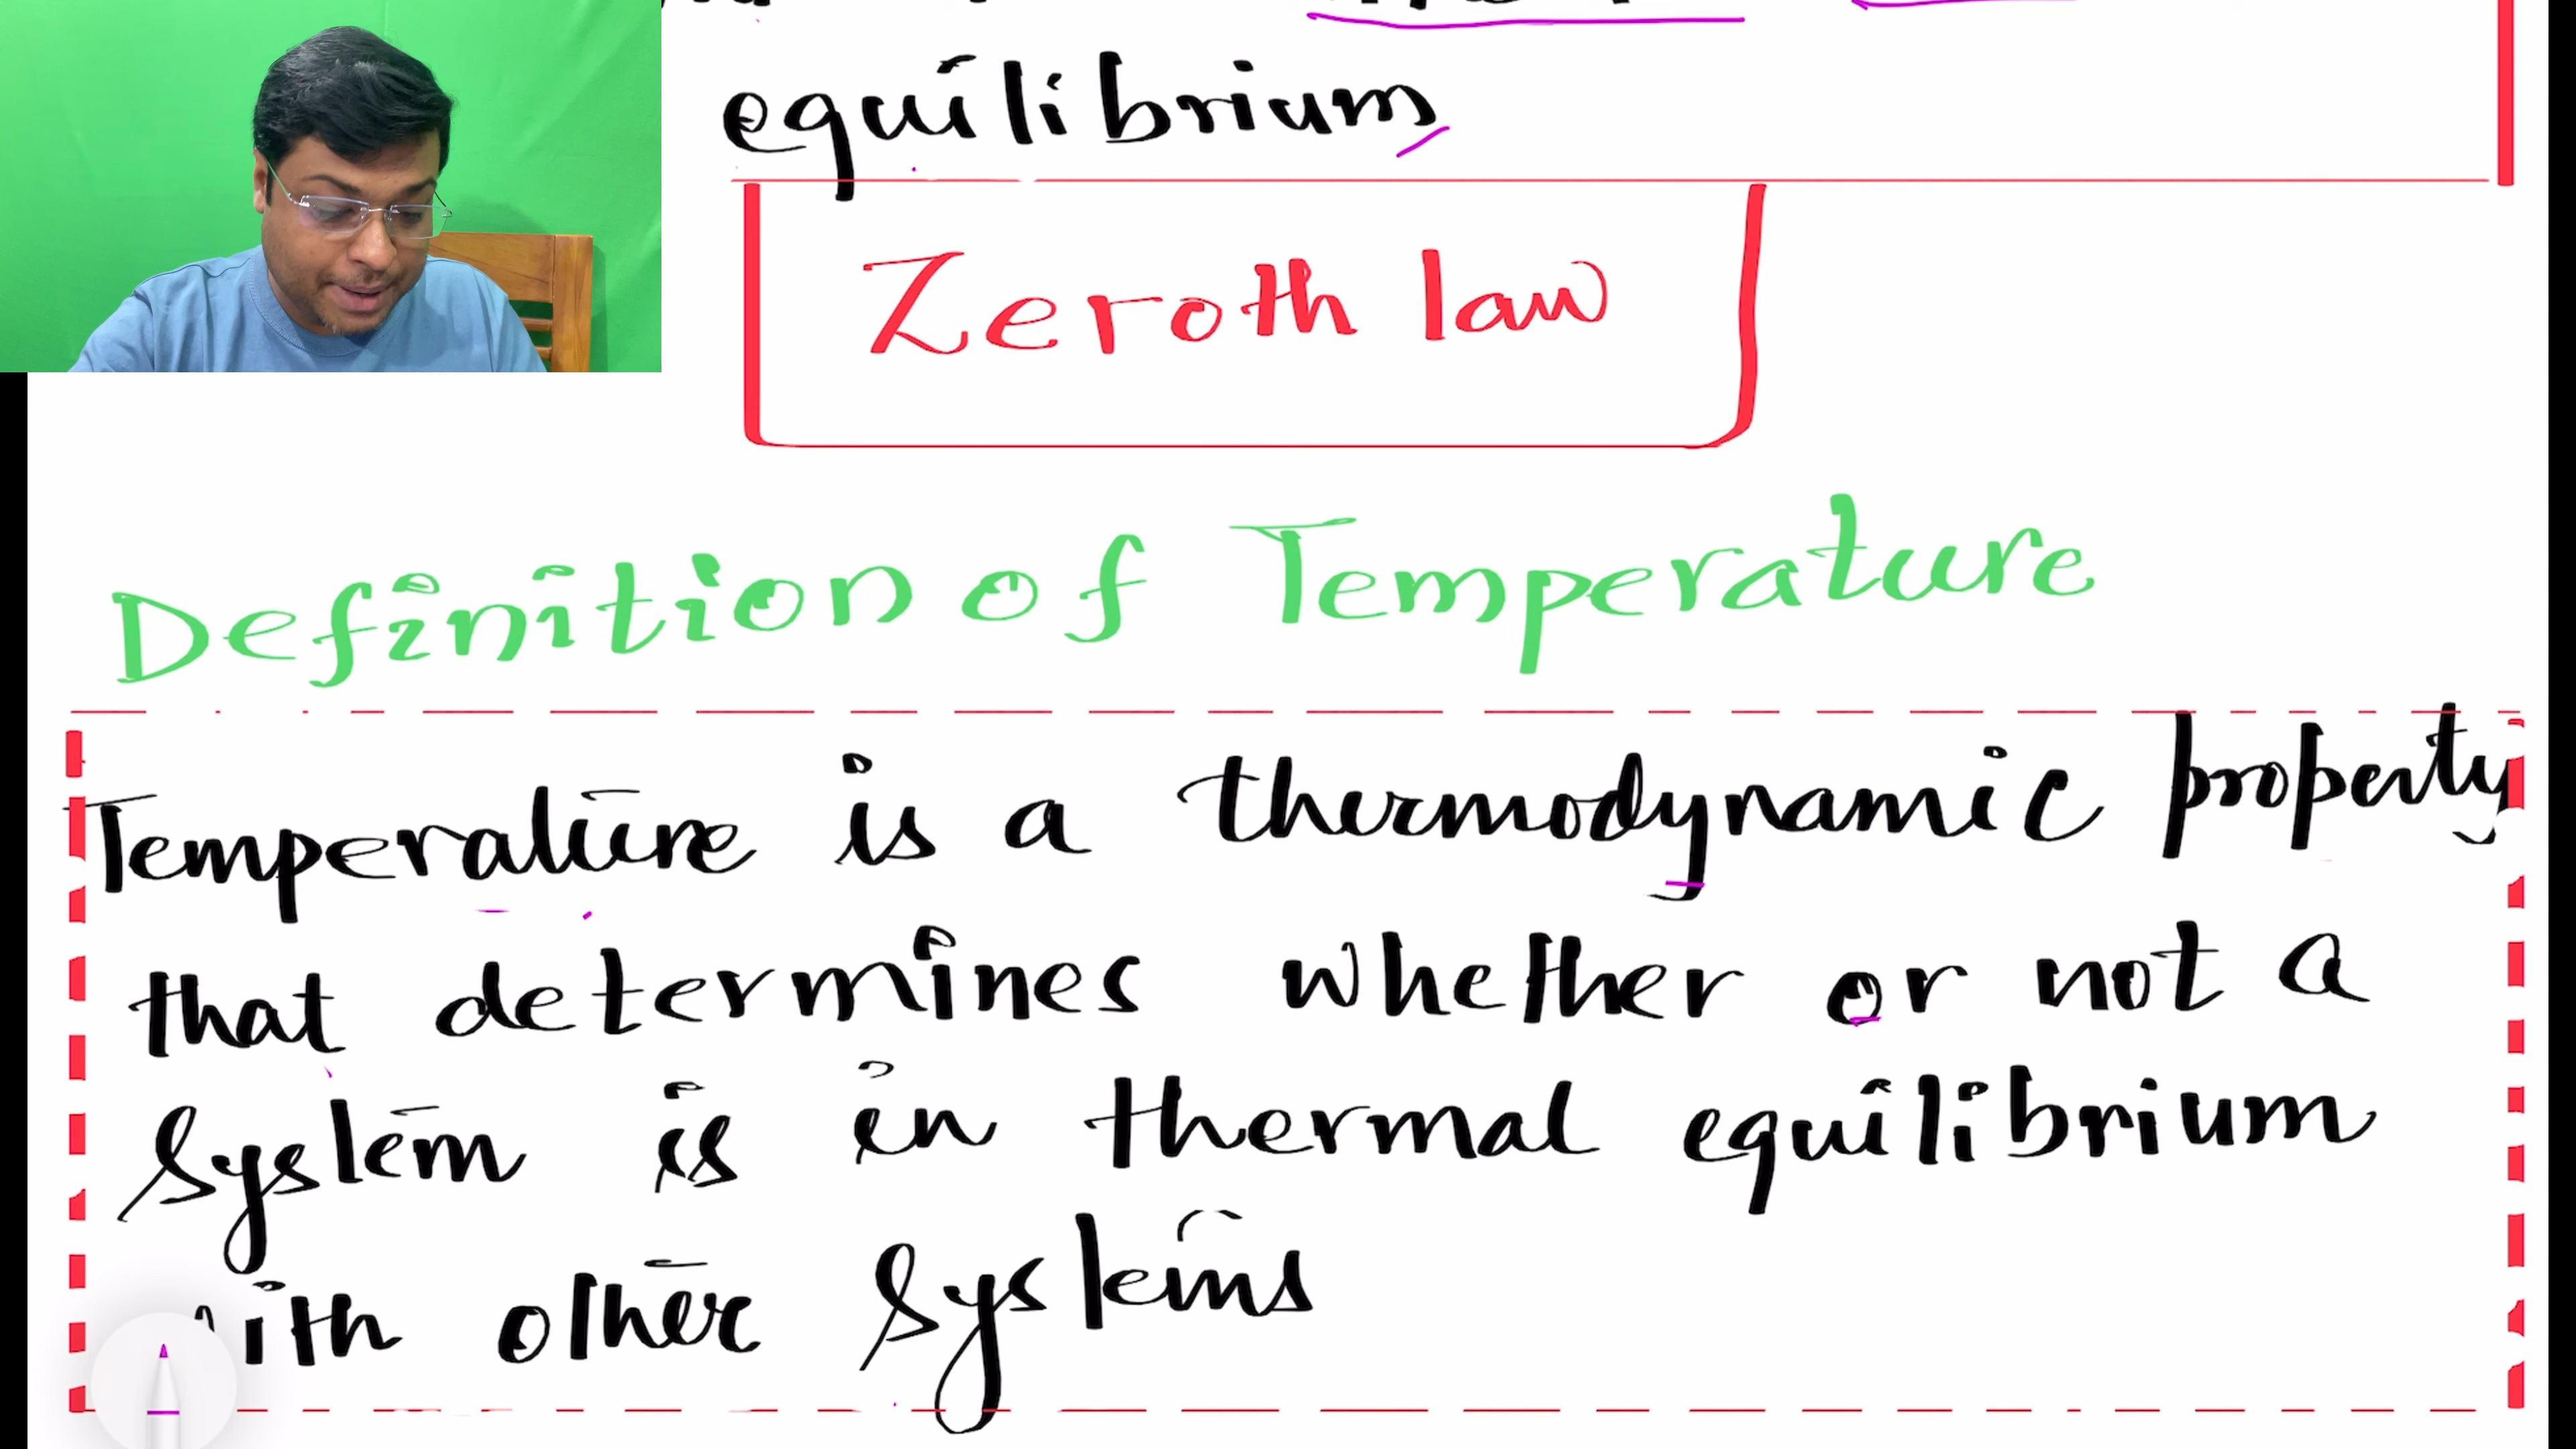 equilibrium
Zeroth law
Definition of Temperature
Temperature is a thermodynamic property
that determines whether or not a
system is in thermal equilibrium
with other systems